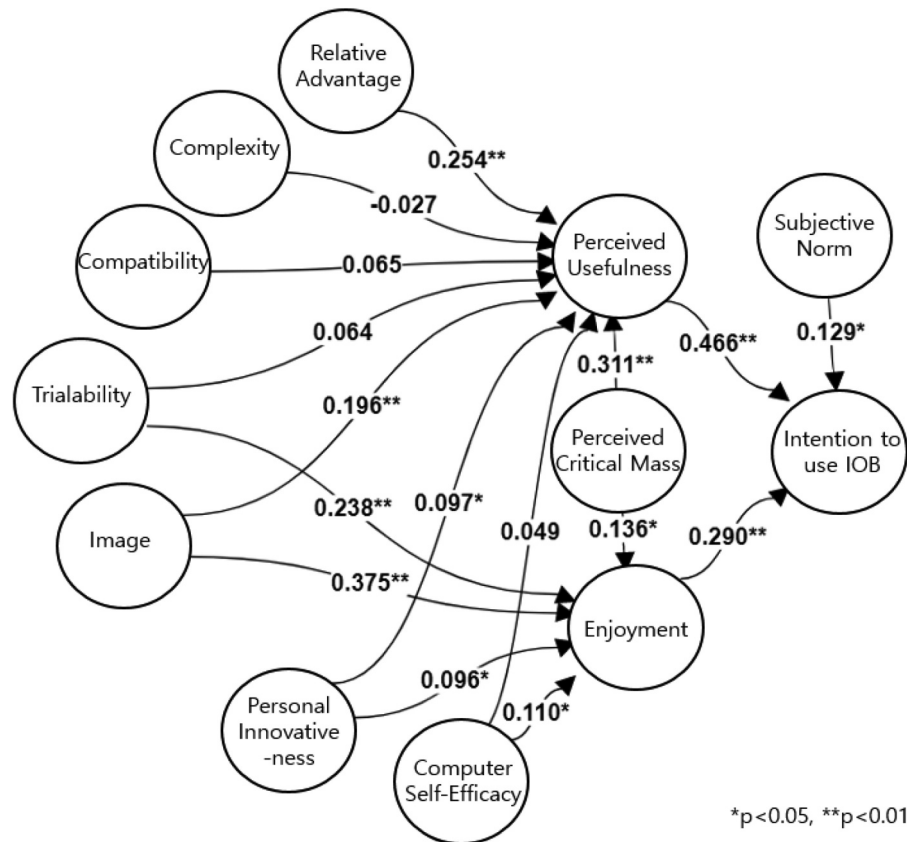 Relative
Advantage
Complexity
0.254**
-0.027
Subjective
Norm
Perceived
Usefulness
Compatibility
0.065
0.064
0.466**
0.129*
0.311**
Trialability
0.196**
Perceived
Critical Mass
Intention to
use IOB
0.238**
0.097*
0.049
0.136*
0.290**
Image
0.375**
Enjoyment
0.096*
0.110*
Personal
Innovative
-ness
Computer
Self-Efficacy
*p<0.05, **p<0.01